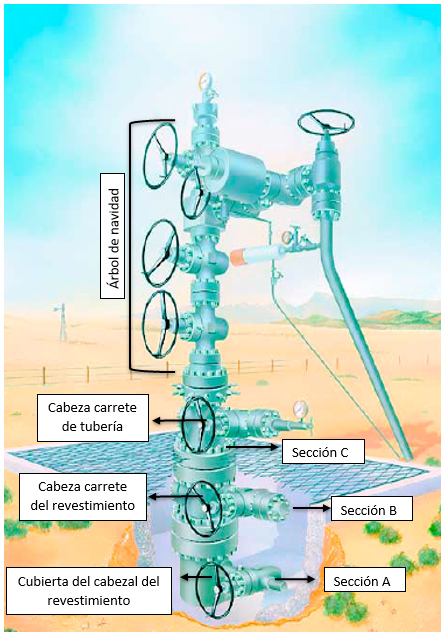 Árbol de navidad
Cabeza carrete
de tubería
Sección C
Cabeza carrete
del revestimiento
Sección B
Cubierta del cabezal del
revestimiento
Sección A